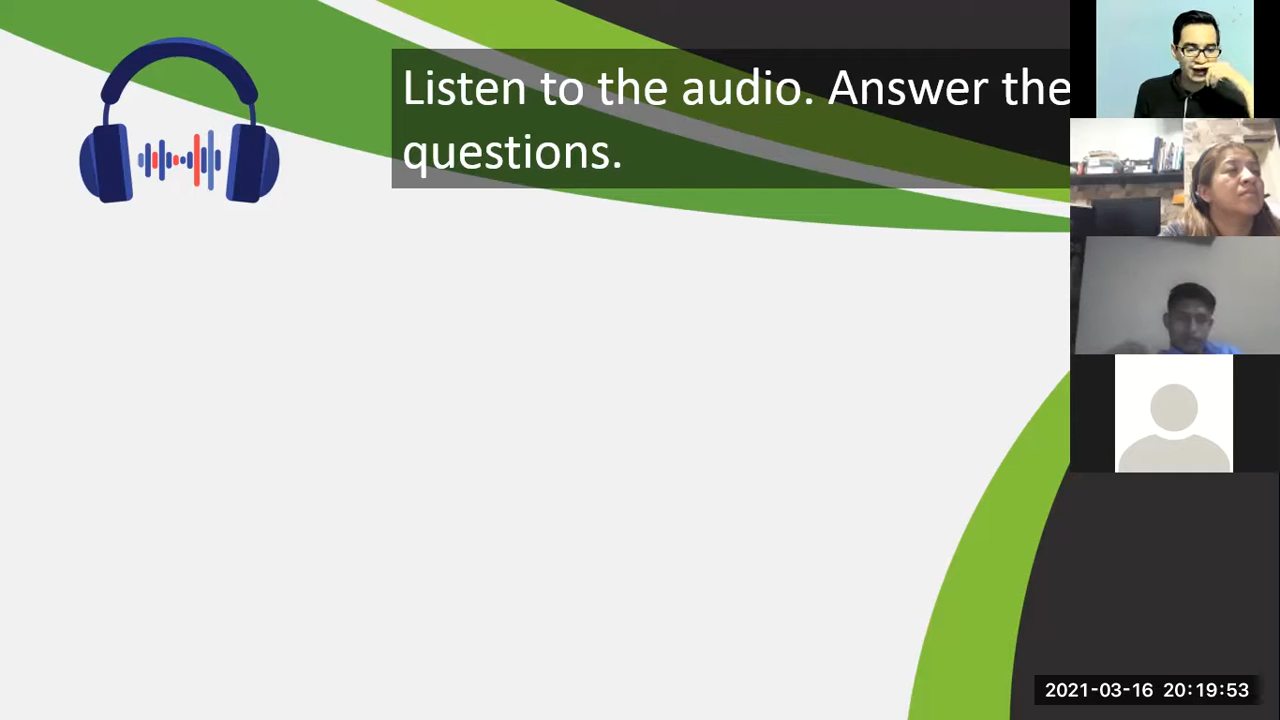 Listen to the audio. Answer the
questions.
2021-03-16 20:19:53